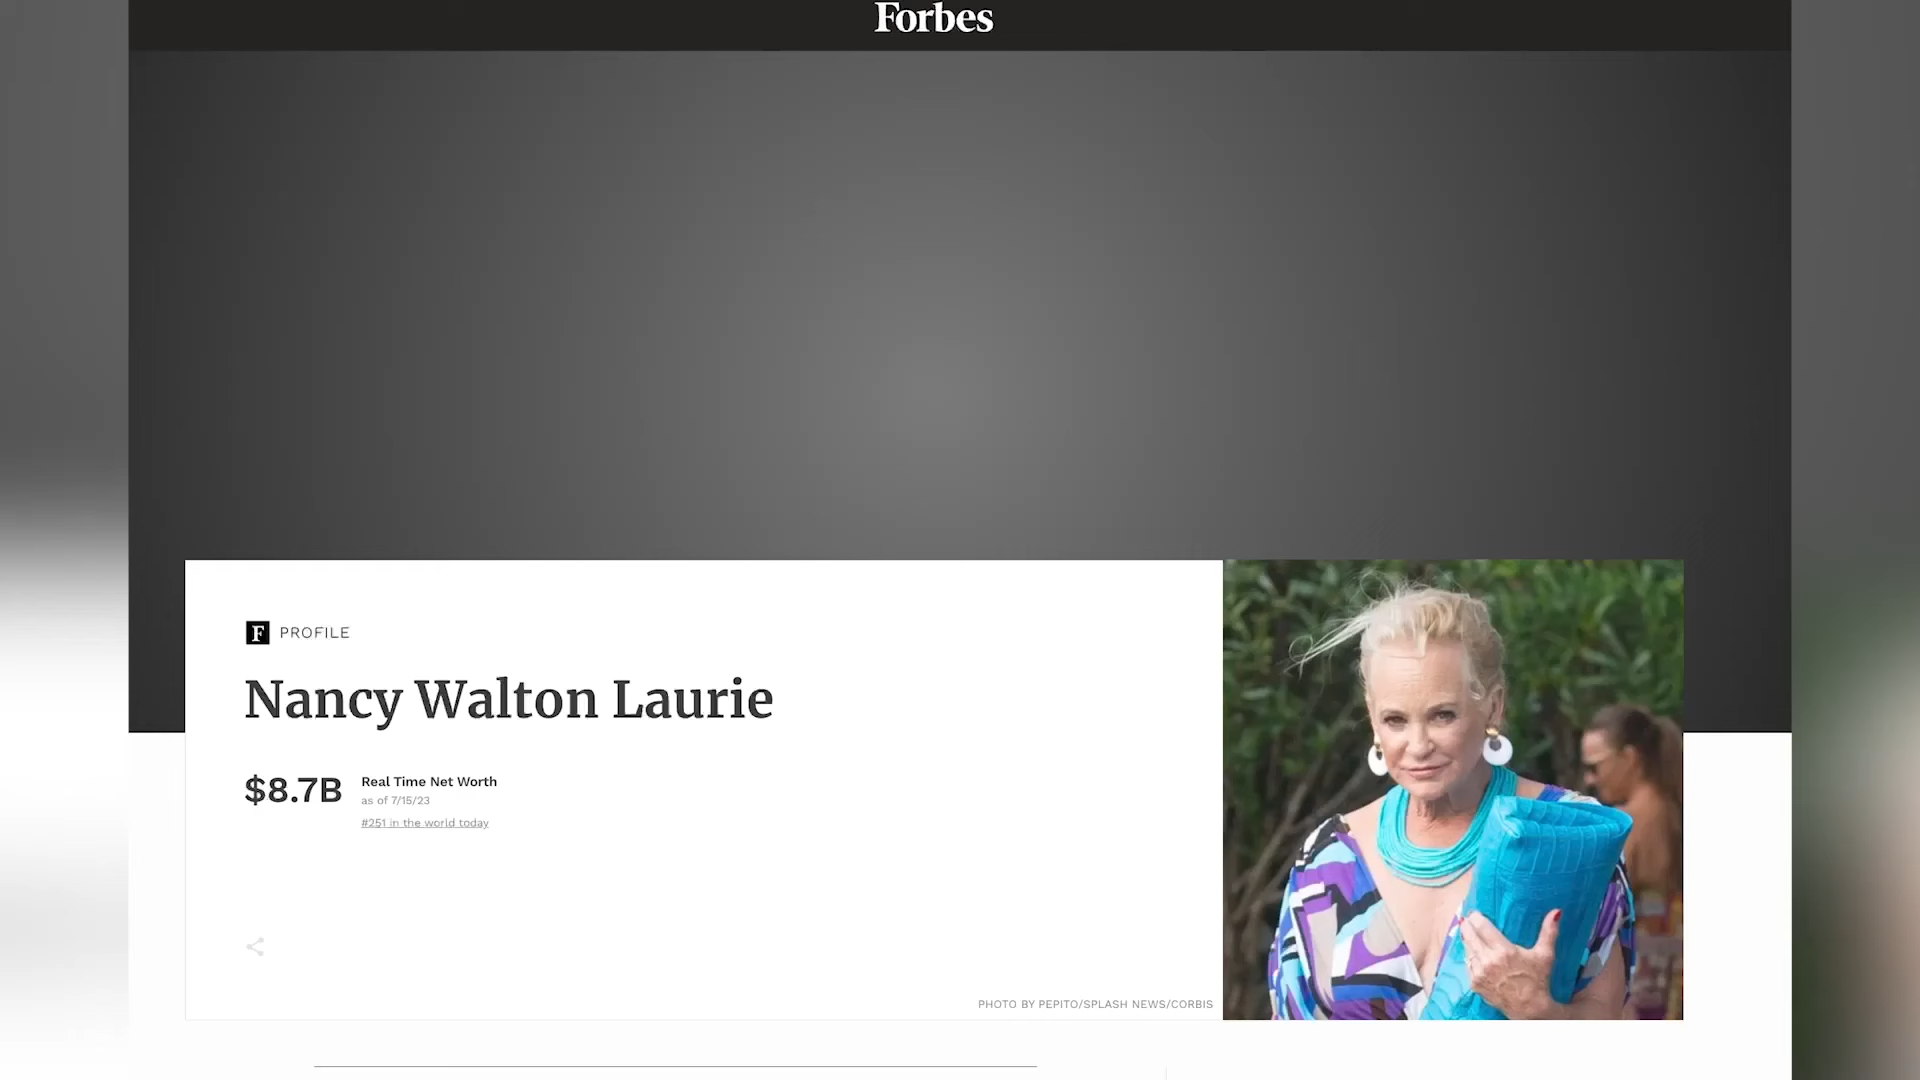 Forbes
F PROFILE
Nancy Walton Laurie
$8.7B
Real Time Net Worth
as of 7/15/23
#251 in the world today
PHOTO BY PEPITO/SPLASH NEWS/CORBIS